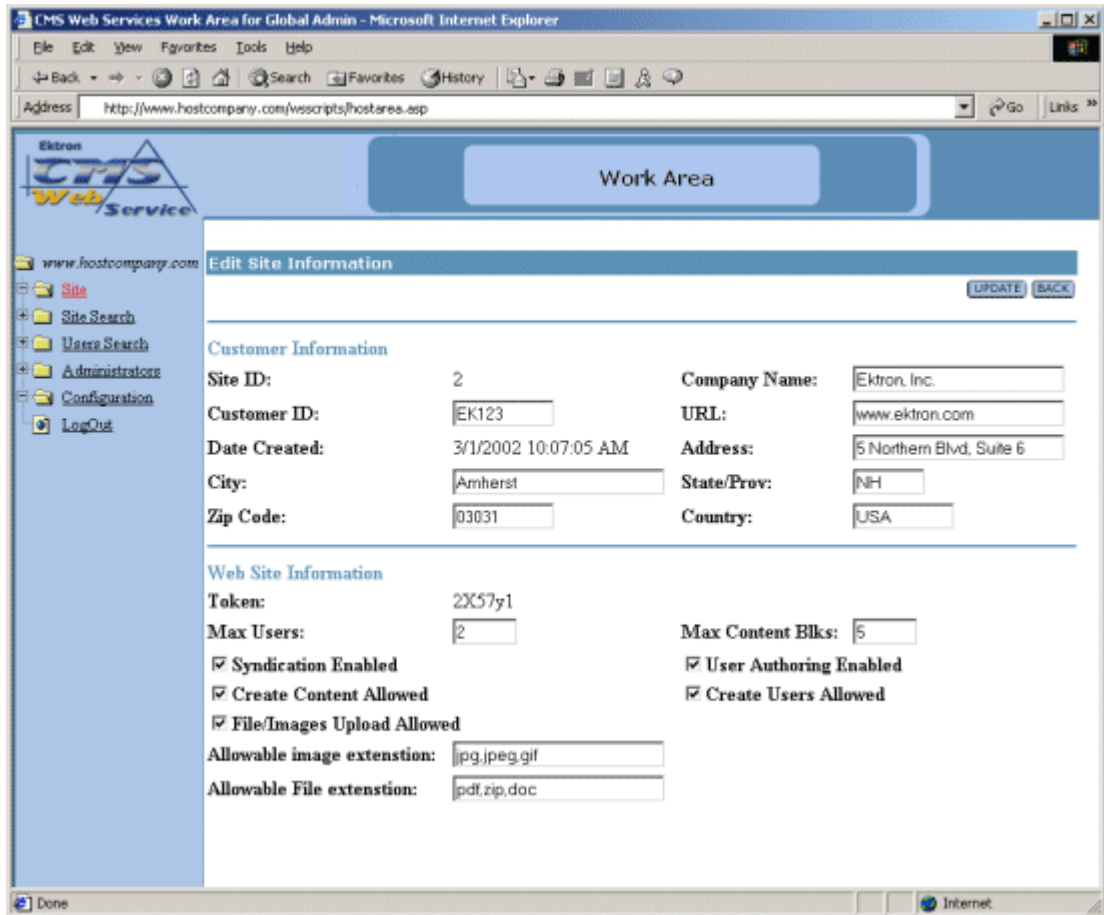 CMS Web Services Work Area for Global Admin - Microsoft Internet Explorer
File Edit View Favorites Tools Help
Back Search Favorites History
Address http://www.hostcompany.com/wsscripts/hostarea.asp Go Links »
Ektron
CMS
Web
Service
Work Area
www.hostcompany.com
Site
Site Search
Users Search
Administrators
Configuration
LogOut
Edit Site Information
UPDATE BACK
Customer Information
Site ID: 2 Company Name: Ektron, Inc.
Customer ID: EK123 URL: www.ektron.com
Date Created: 3/1/2002 10:07:05 AM Address: 5 Northern Blvd, Suite 6
City: Amherst State/Prov: NH
Zip Code: 03031 Country: USA
Web Site Information
Token: 2X57y1
Max Users: 2 Max Content Blks: 5
Syndication Enabled User Authoring Enabled
Create Content Allowed Create Users Allowed
File/Images Upload Allowed
Allowable image extenstion: jpg,jpeg,gif
Allowable File extenstion: pdf,zip,doc
Done Internet